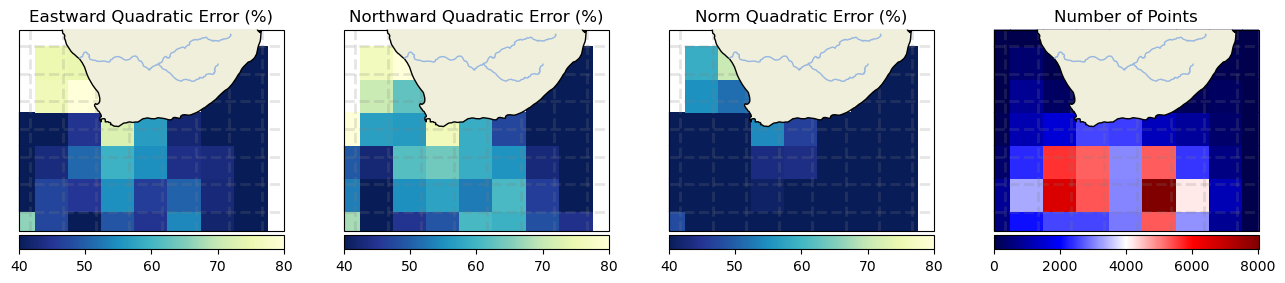 Eastward Quadratic Error (%)
Northward Quadratic Error (%)
Norm Quadratic Error (%)
Number of Points
40 50 60 70 80
40 50 60 70 80
40 50 60 70 80
0 2000 4000 6000 8000